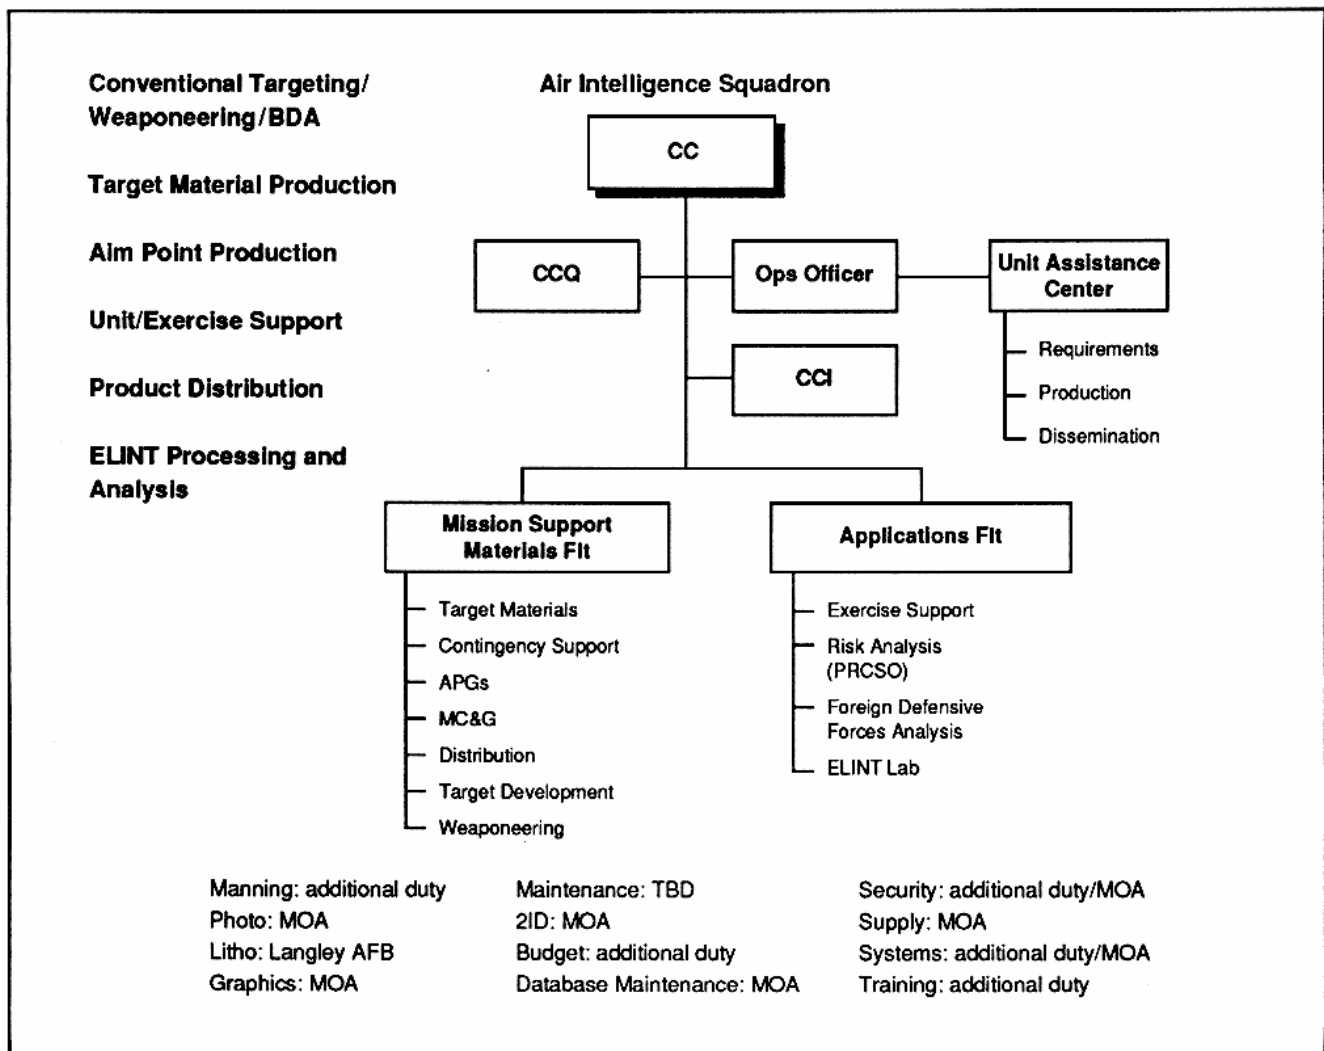 Conventional Targeting/
Weaponeering/BDA
Target Material Production
Aim Point Production
Unit/Exercise Support
Product Distribution
ELINT Processing and
Analysis
Air Intelligence Squadron
CC
CCQ
Ops Officer
Unit Assistance
Center
Requirements
Production
Dissemination
CCI
Mission Support
Materials Flt
Target Materials
Contingency Support
APGs
MC&G
Distribution
Target Development
Weaponeering
Applications Flt
Exercise Support
Risk Analysis
(PRCSO)
Foreign Defensive
Forces Analysis
ELINT Lab
Manning: additional duty
Photo: MOA
Litho: Langley AFB
Graphics: MOA
Maintenance: TBD
2ID: MOA
Budget: additional duty
Database Maintenance: MOA
Security: additional duty/MOA
Supply: MOA
Systems: additional duty/MOA
Training: additional duty